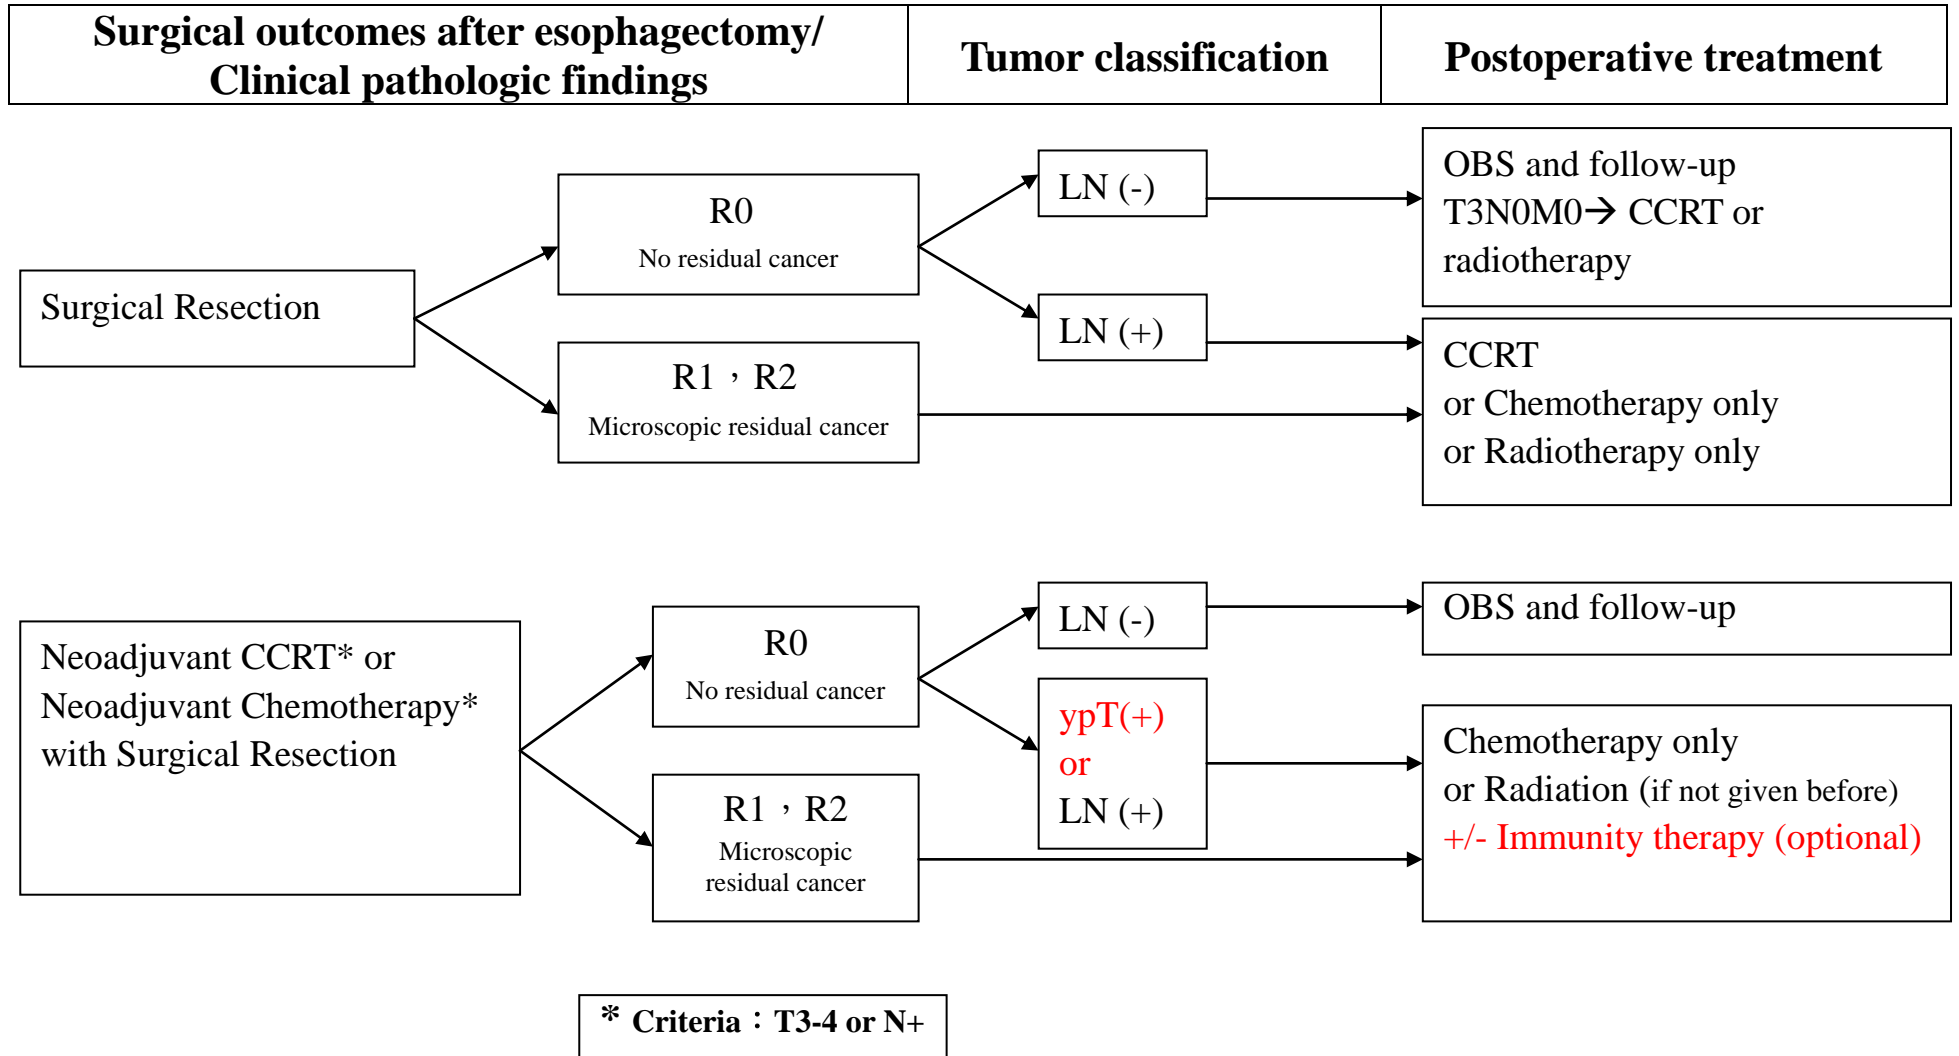 Surgical outcomes after esophagectomy/
Clinical pathologic findings
Tumor classification
Postoperative treatment
Surgical Resection
R0
No residual cancer
R1，R2
Microscopic residual cancer
LN (-)
LN (+)
OBS and follow-up
T3N0M0→ CCRT or
radiotherapy
CCRT
or Chemotherapy only
or Radiotherapy only
Neoadjuvant CCRT* or
Neoadjuvant Chemotherapy*
with Surgical Resection
R0
No residual cancer
R1，R2
Microscopic
residual cancer
LN (-)
ypT(+)
or
LN (+)
OBS and follow-up
Chemotherapy only
or Radiation (if not given before)
+/- Immunity therapy (optional)
* Criteria：T3-4 or N+